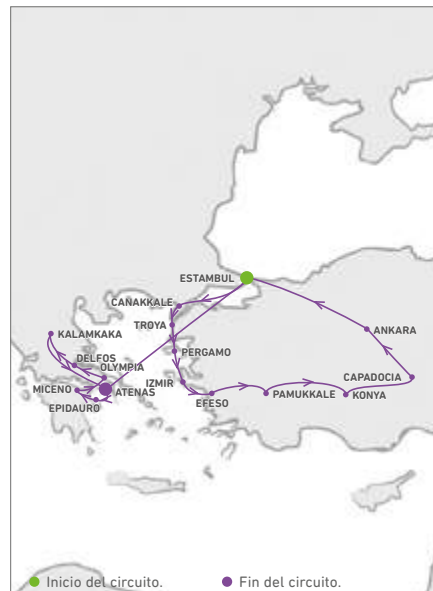 ESTAMBUL
CANAKKALE
TROYA
KALAMKAKA
ANKARA
PERGAMO
DELFOS
OLYMPIA
IZMIR
CAPADOCIA
MICENO
ATENAS
EFESO
PAMUKKALE
KONYA
EPIDAURO
Inicio del circuito.
Fin del circuito.